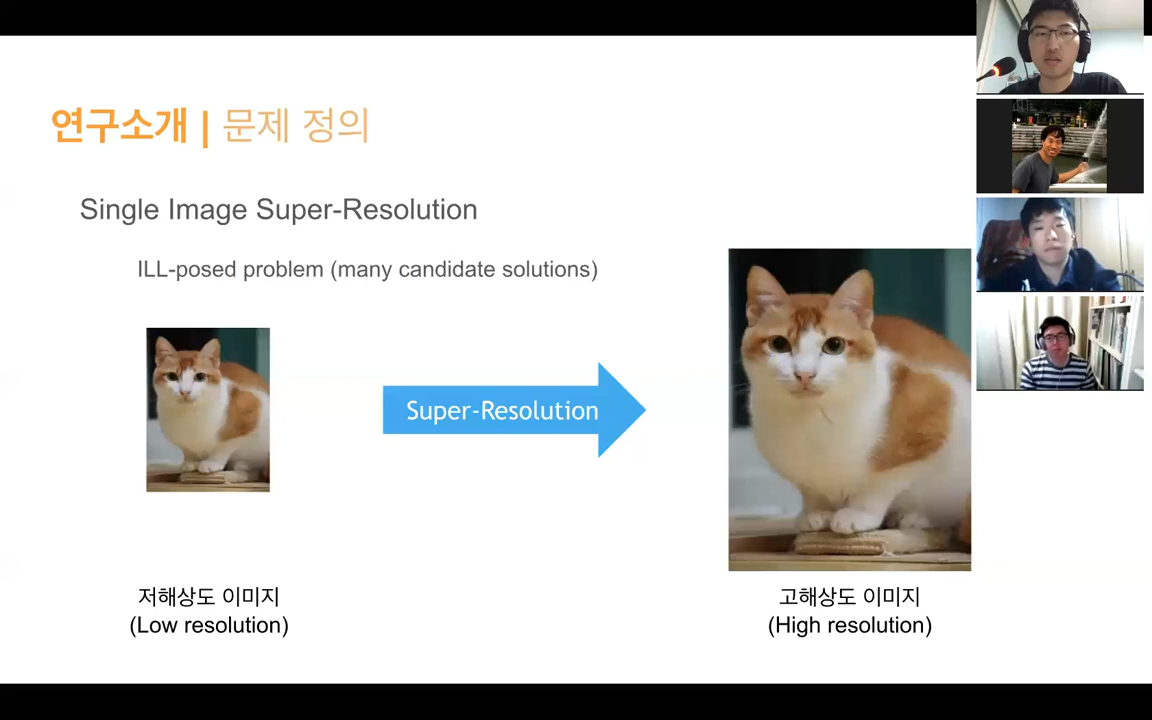 연구소개 | 문제 정의
Single Image Super-Resolution
ILL-posed problem (many candidate solutions)
Super-Resolution
저해상도 이미지
(Low resolution)
고해상도 이미지
(High resolution)